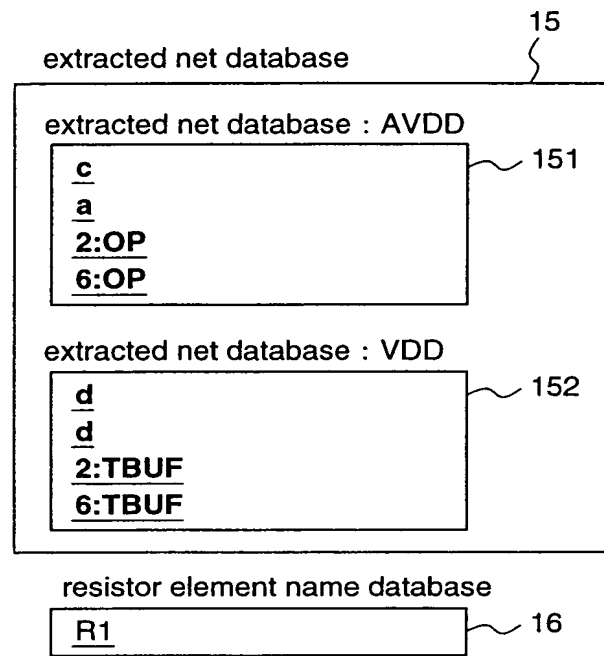 15
extracted net database
extracted net database : AVDD
151
c
a
2:OP
6:OP
extracted net database : VDD
152
d
d
2:TBUF
6:TBUF
resistor element name database
R1
16